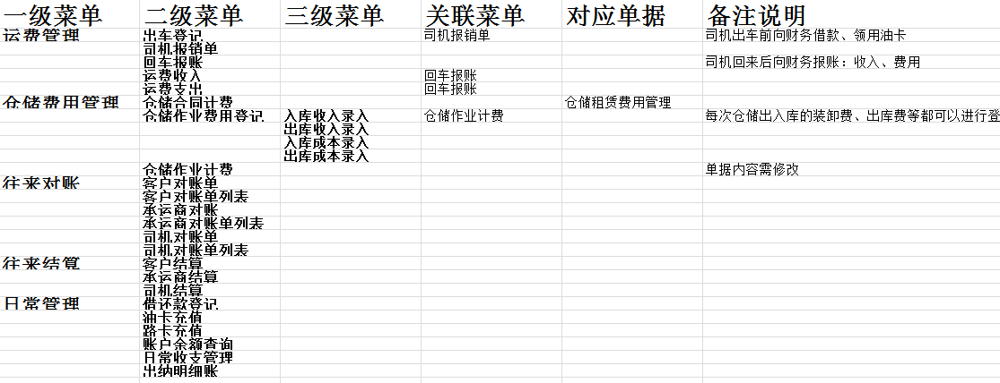 一级菜单 二级菜单 三级菜单 关联菜单 对应单据 备注说明
运费管理 出车登记 司机报销单 司机出车前向财务借款、领用油卡
司机报销单
回车报账 司机回来后向财务报账：收入、费用
运费收入 回车报账
运费支出 回车报账
仓储费用管理 仓储合同计费 仓储租赁费用管理
仓储作业费用登记 入库收入录入 仓储作业计费 每次仓储出入库的装卸费、出库费等都可以进行登
出库收入录入
入库成本录入
出库成本录入
仓储作业计费 单据内容需修改
往来对账 客户对账单
客户对账单列表
承运商对账
承运商对账单列表
司机对账单
司机对账单列表
往来结算 客户结算
承运商结算
司机结算
日常管理 借还款登记
油卡充值
路卡充值
账户余额查询
日常收支管理
出纳明细账